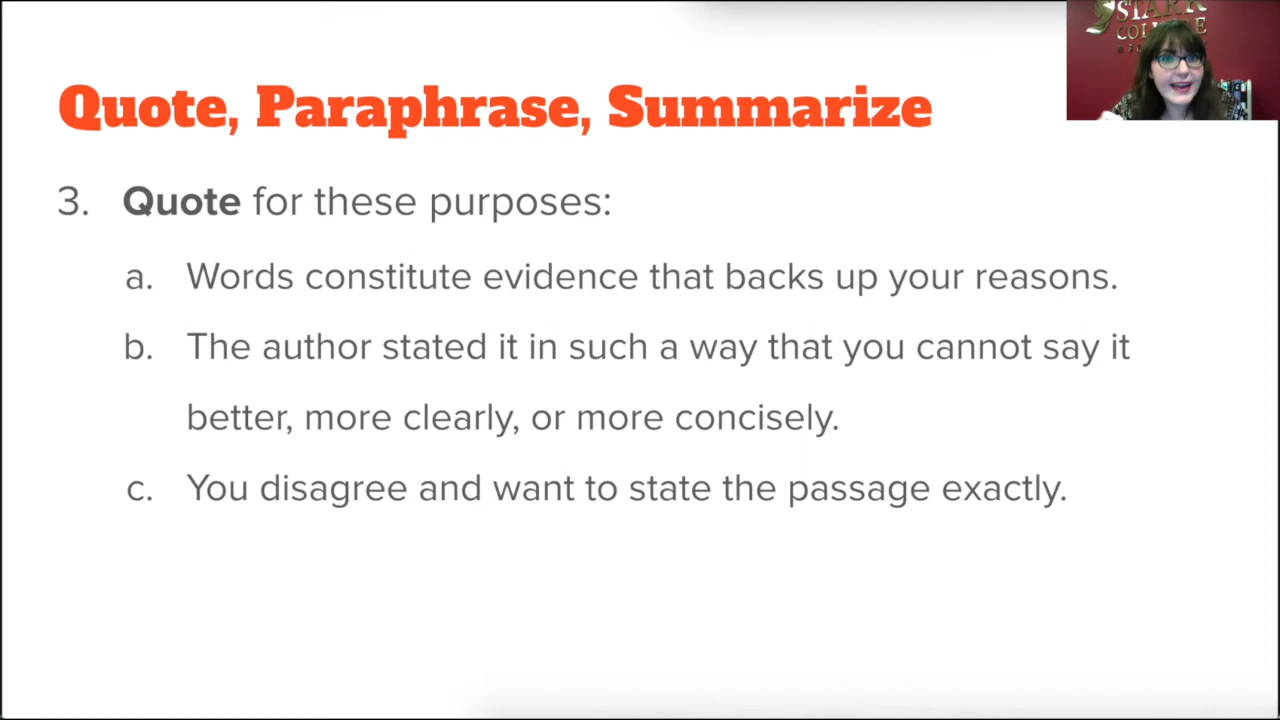 STARK
COLLEGE
Quote, Paraphrase, Summarize
3. Quote for these purposes:
a. Words constitute evidence that backs up your reasons.
b. The author stated it in such a way that you cannot say it
better, more clearly, or more concisely.
c. You disagree and want to state the passage exactly.